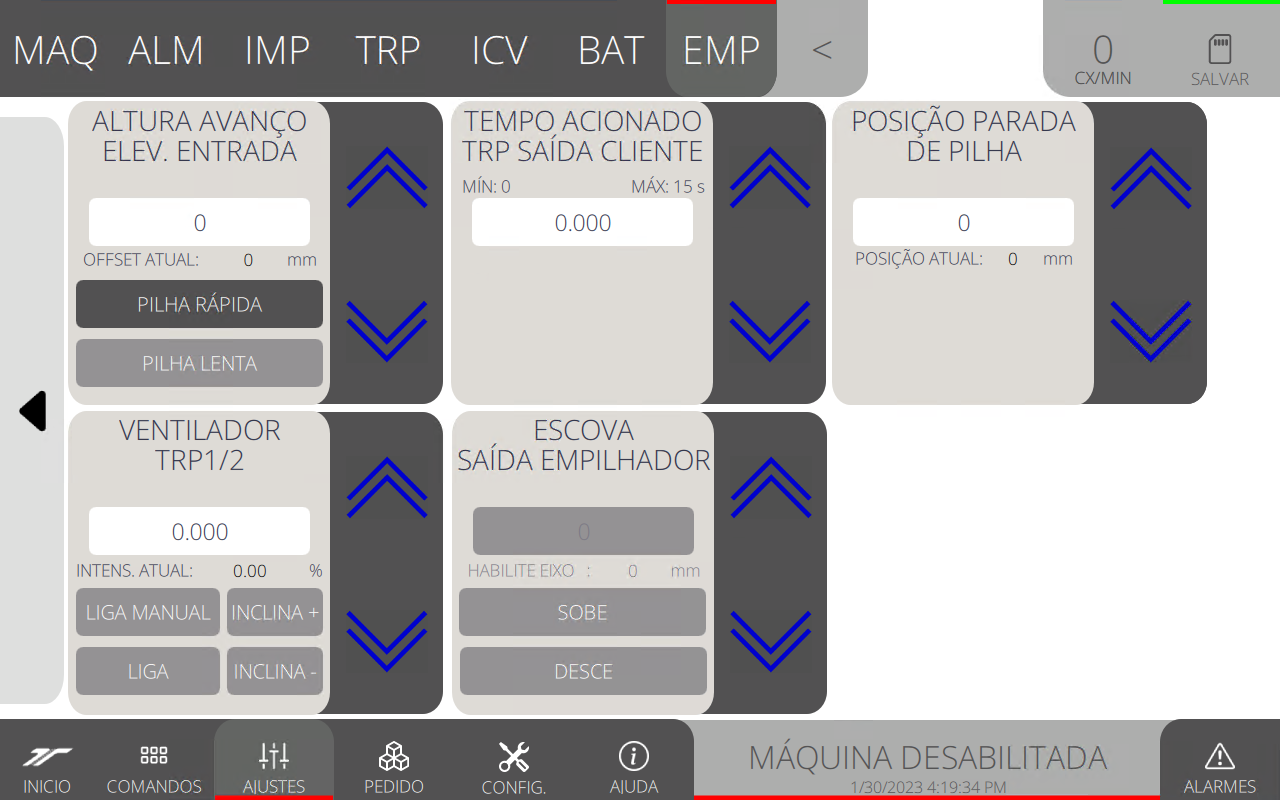 MAQ ALM IMP TRP ICV BAT EMP <
0
CX/MIN
SALVAR
ALTURA AVANÇO
ELEV. ENTRADA
0
OFFSET ATUAL: 0 mm
PILHA RÁPIDA
PILHA LENTA
TEMPO ACIONADO
TRP SAÍDA CLIENTE
MÍN: 0 MÁX: 15 s
0.000
POSIÇÃO PARADA
DE PILHA
0
POSIÇÃO ATUAL: 0 mm
VENTILADOR
TRP1/2
0.000
INTENS. ATUAL: 0.00 %
LIGA MANUAL INCLINA +
LIGA INCLINA -
ESCOVA
SAÍDA EMPILHADOR
0
HABILITE EIXO : 0 mm
SOBE
DESCE
INICIO COMANDOS AJUSTES PEDIDO CONFIG. AJUDA
MÁQUINA DESABILITADA
1/30/2023 4:19:34 PM
ALARMES